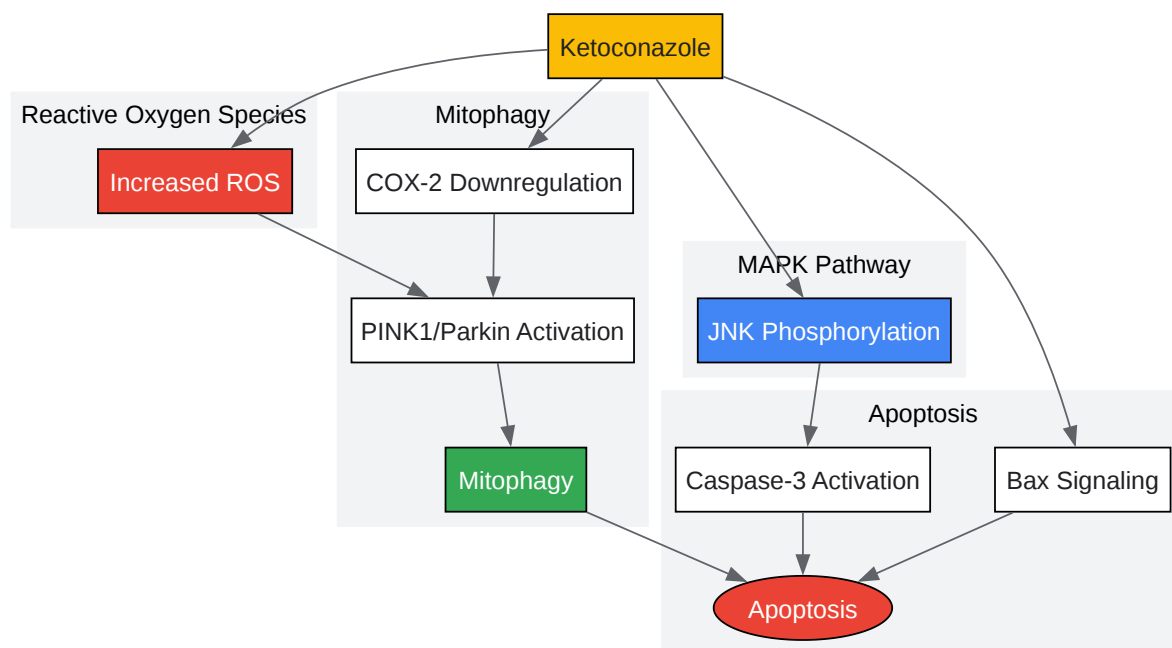 Ketoconazole
Reactive Oxygen Species
Mitophagy
Increased ROS
COX-2 Downregulation
MAPK Pathway
PINK1/Parkin Activation
JNK Phosphorylation
Apoptosis
Mitophagy
Caspase-3 Activation
Bax Signaling
Apoptosis